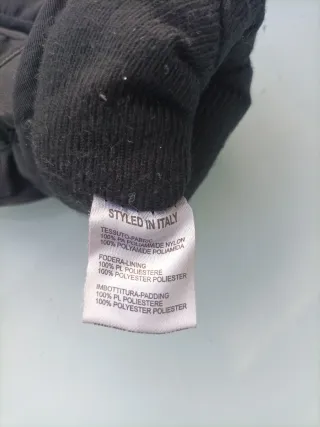 STYLED IN ITALY
TESSUTO-FABRIC
100% PA POLIAMMIDE NYLON
100% POLYAMIDE POLIAMIDA
FODERA-LINING
100% PL POLIESTERE
100% POLYESTER POLIESTER
IMBOTTITURA-PADDING
100% PL POLIESTERE
100% POLYESTER POLIESTER